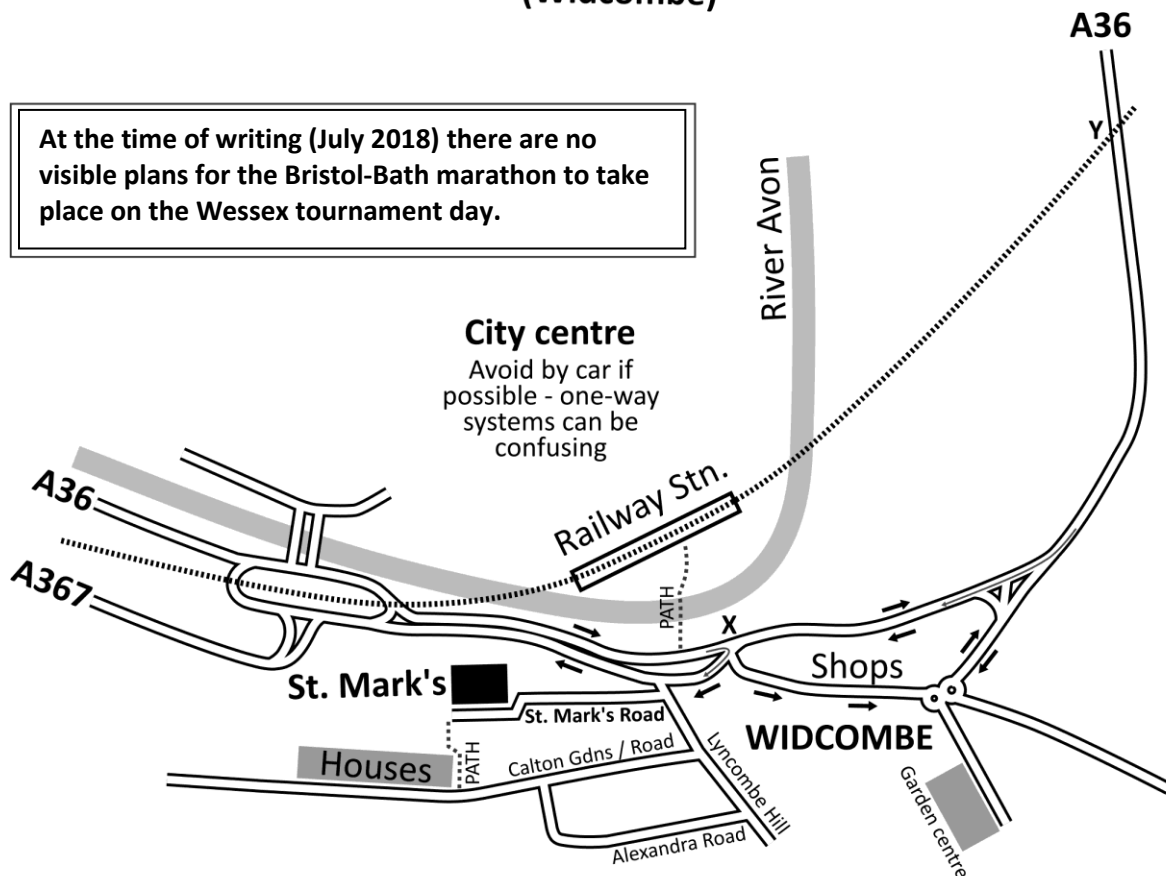 (Widcombe)
A36
At the time of writing (July 2018) there are no
visible plans for the Bristol-Bath marathon to take
place on the Wessex tournament day.
Y
River Avon
City centre
Avoid by car if
possible - one-way
systems can be
confusing
Railway Stn.
A36
A367
PATH
X
Shops
St. Mark's
St. Mark's Road
WIDCOMBE
Houses
PATH
Calton Gdns / Road
Lyncombe Hill
Garden centre
Alexandra Road